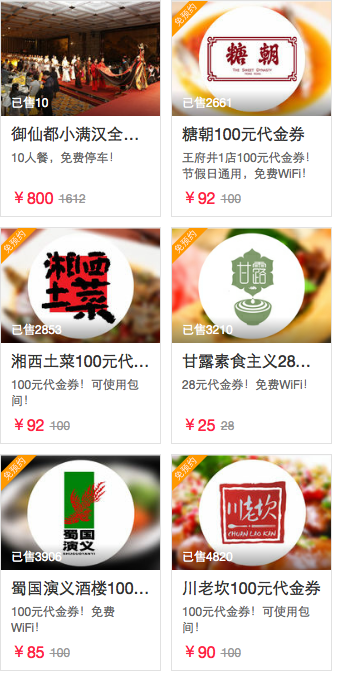 已售10
御仙都小满汉全…
10人餐，免费停车！
￥800 1612
免预约
糖朝
THE SWEET DYNASTY
已售2661
糖朝100元代金券
王府井1店100元代金券！
节假日通用，免费WiFi！
￥92 100
免预约
湘西
土菜
已售2853
湘西土菜100元代…
100元代金券！可使用包
间！
￥92 100
免预约
甘露
已售3210
甘露素食主义28…
28元代金券！免费WiFi！
￥25 28
免预约
蜀国
演义
SHUGUOYANYI
已售3906
蜀国演义酒楼100…
100元代金券！免费
WiFi！
￥85 100
免预约
川老坎
CHUAN LAO KAN
已售4820
川老坎100元代金券
100元代金券！可使用包
间！
￥90 100